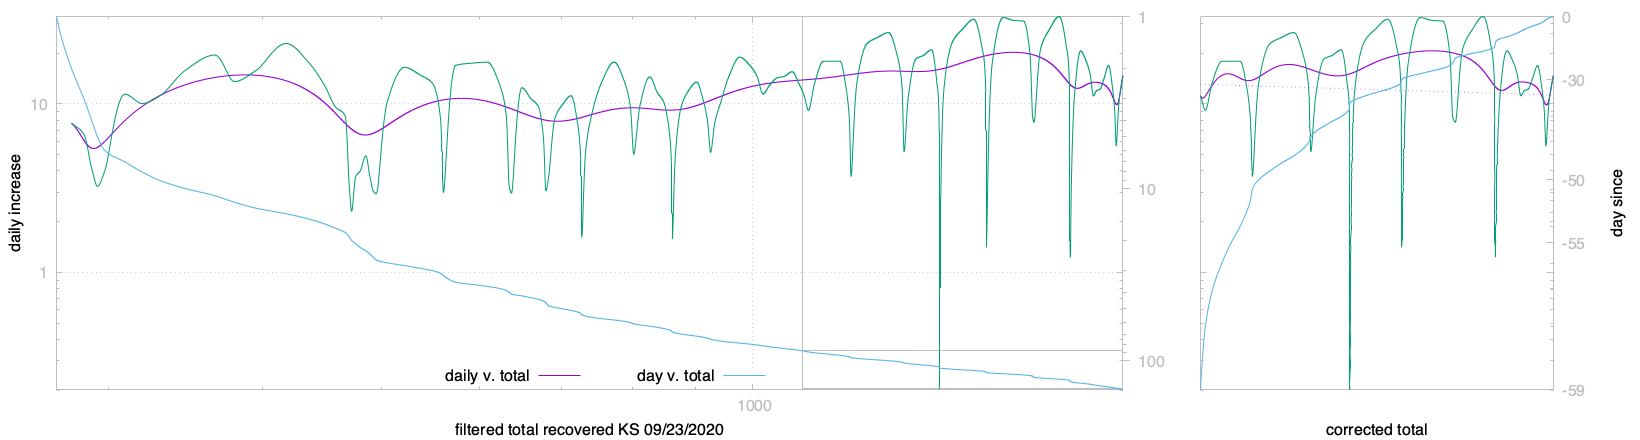 daily increase
10
1
daily v. total
day v. total
1000
filtered total recovered KS 09/23/2020
1
10
100
0
-30
-50
-55
-59
day since
corrected total